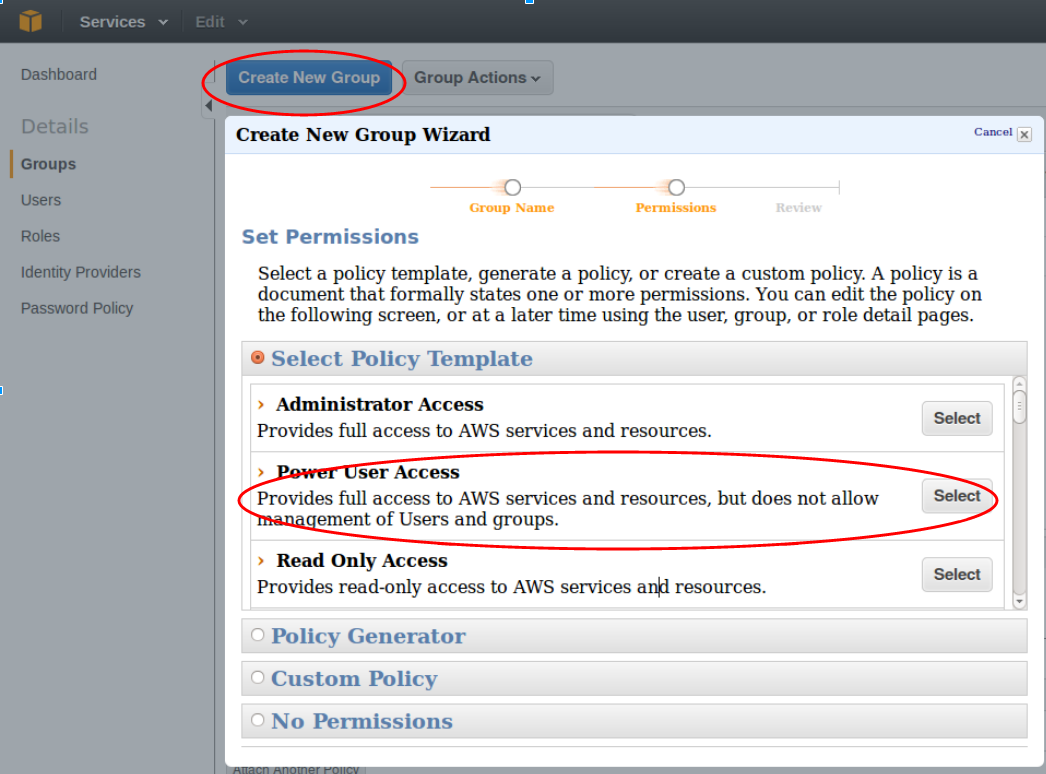 Services Edit
Dashboard
Create New Group Group Actions
Details
Groups
Users
Roles
Identity Providers
Password Policy
Create New Group Wizard
Cancel
Group Name Permissions Review
Set Permissions
Select a policy template, generate a policy, or create a custom policy. A policy is a
document that formally states one or more permissions. You can edit the policy on
the following screen, or at a later time using the user, group, or role detail pages.
Select Policy Template
Administrator Access
Provides full access to AWS services and resources.
Select
Power User Access
Provides full access to AWS services and resources, but does not allow
management of Users and groups.
Select
Read Only Access
Provides read-only access to AWS services and resources.
Select
Policy Generator
Custom Policy
No Permissions
Attach Another Policy